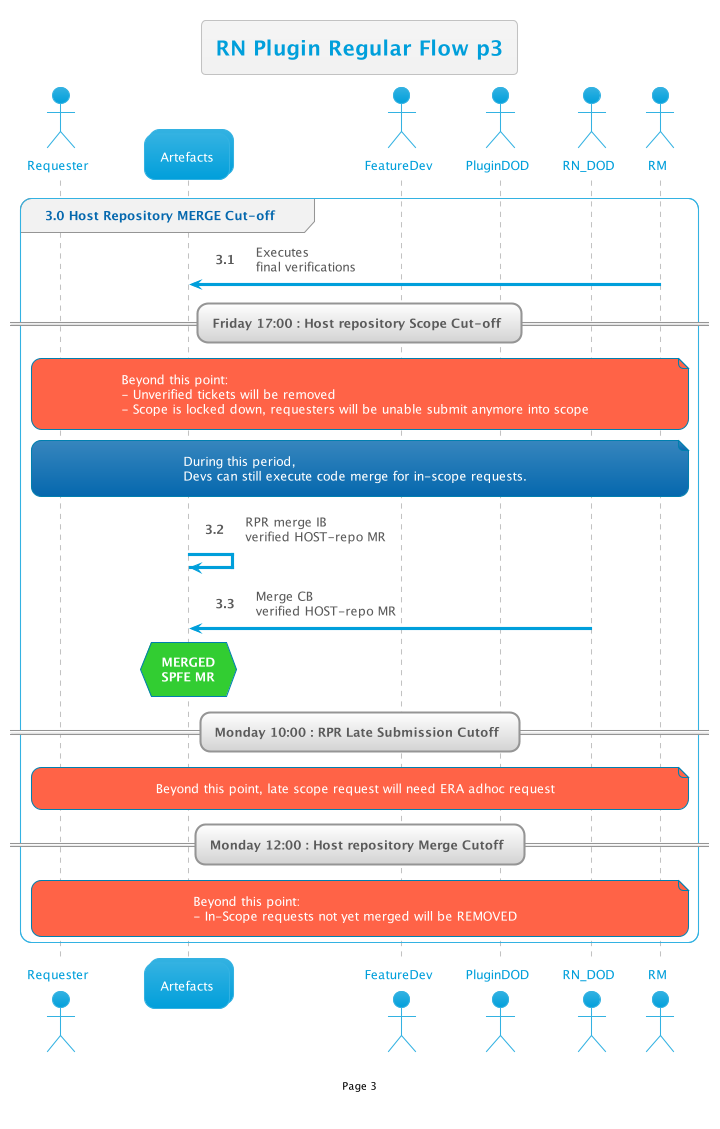 RN Plugin Regular Flow p3
Requester
Artefacts
FeatureDev
PluginDOD
RN_DOD
RM
3.0 Host Repository MERGE Cut-off
3.1 Executes
final verifications
Friday 17:00 : Host repository Scope Cut-off
Beyond this point:
- Unverified tickets will be removed
- Scope is locked down, requesters will be unable submit anymore into scope
During this period,
Devs can still execute code merge for in-scope requests.
3.2 RPR merge IB
verified HOST-repo MR
3.3 Merge CB
verified HOST-repo MR
MERGED
SPFE MR
Monday 10:00 : RPR Late Submission Cutoff
Beyond this point, late scope request will need ERA adhoc request
Monday 12:00 : Host repository Merge Cutoff
Beyond this point:
- In-Scope requests not yet merged will be REMOVED
Requester
Artefacts
FeatureDev
PluginDOD
RN_DOD
RM
Page 3